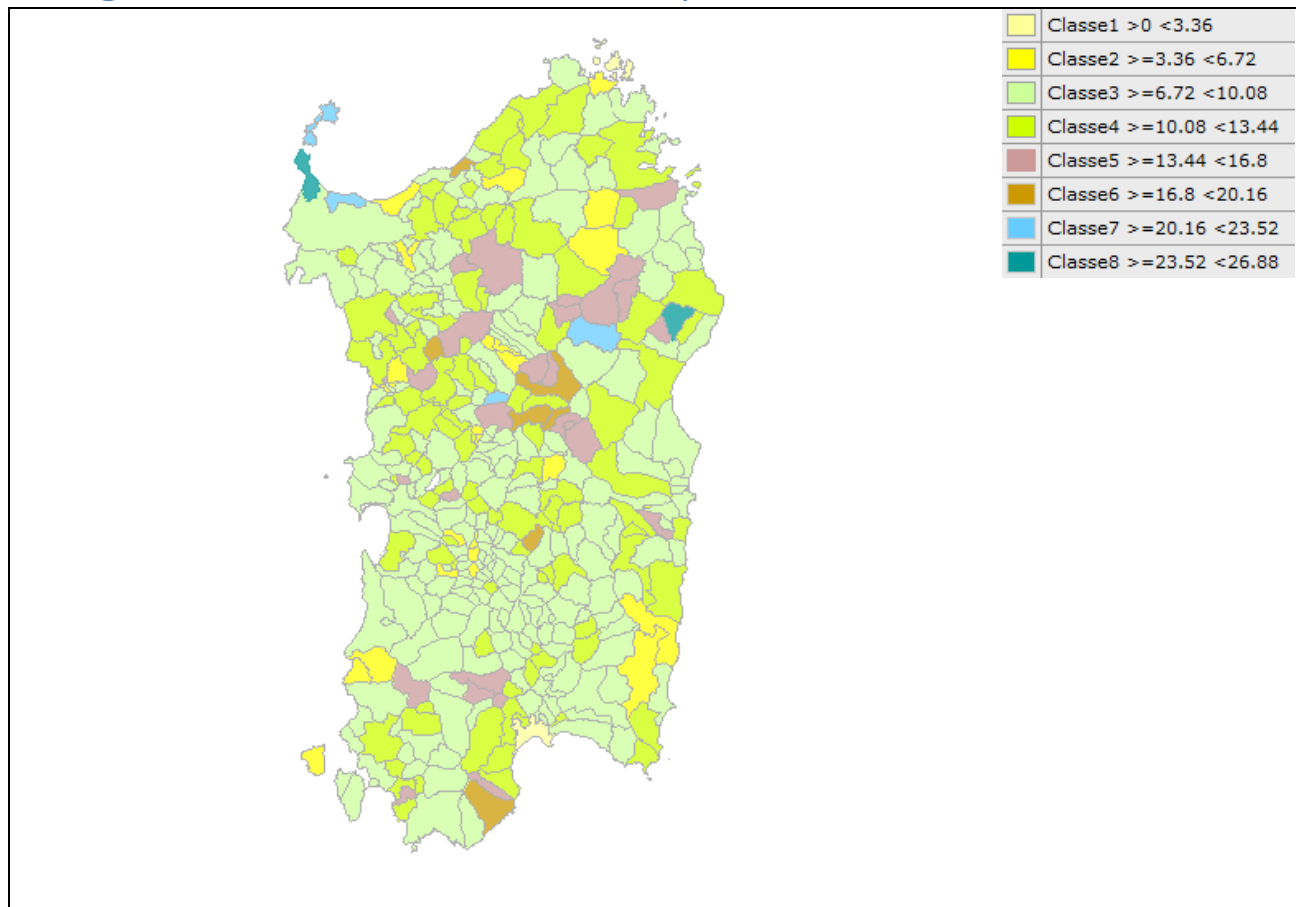 Classe1 >0 <3.36
Classe2 >=3.36 <6.72
Classe3 >=6.72 <10.08
Classe4 >=10.08 <13.44
Classe5 >=13.44 <16.8
Classe6 >=16.8 <20.16
Classe7 >=20.16 <23.52
Classe8 >=23.52 <26.88